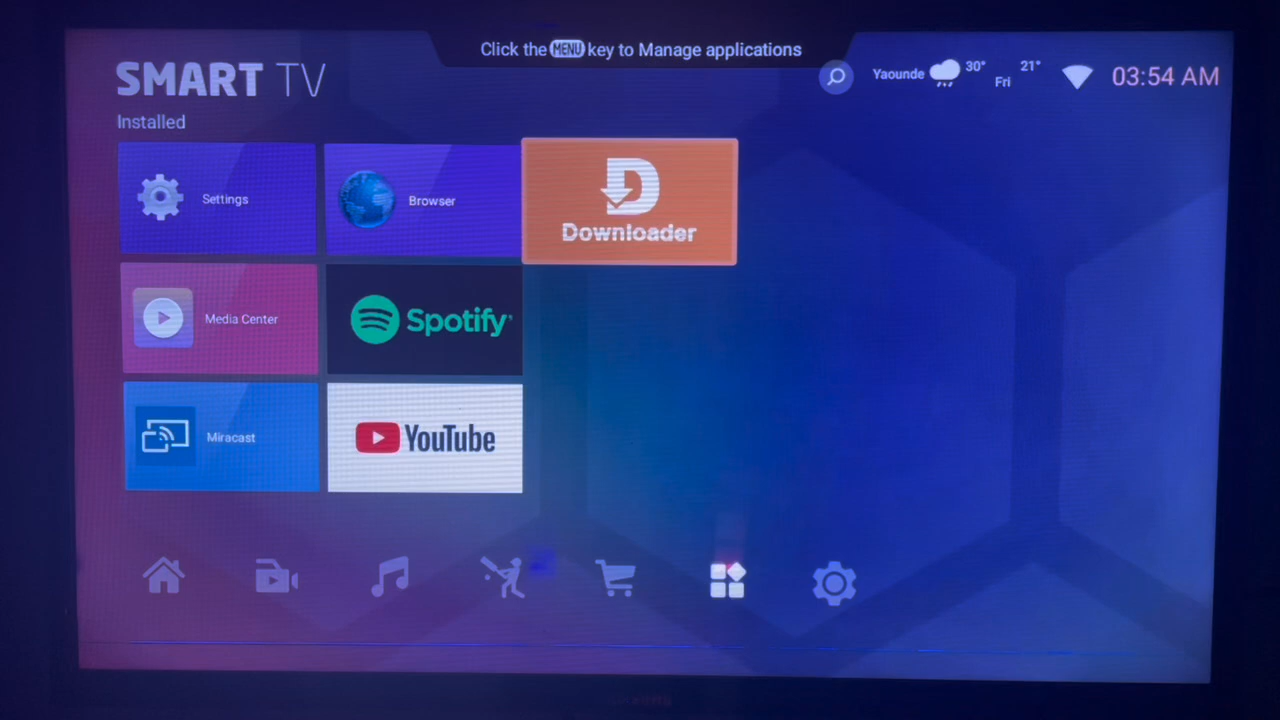 Click the MENU key to Manage applications
SMART TV
Yaounde 30° Fri 21° 03:54 AM
Installed
Settings
Browser
Downloader
Media Center
Spotify
Miracast
YouTube